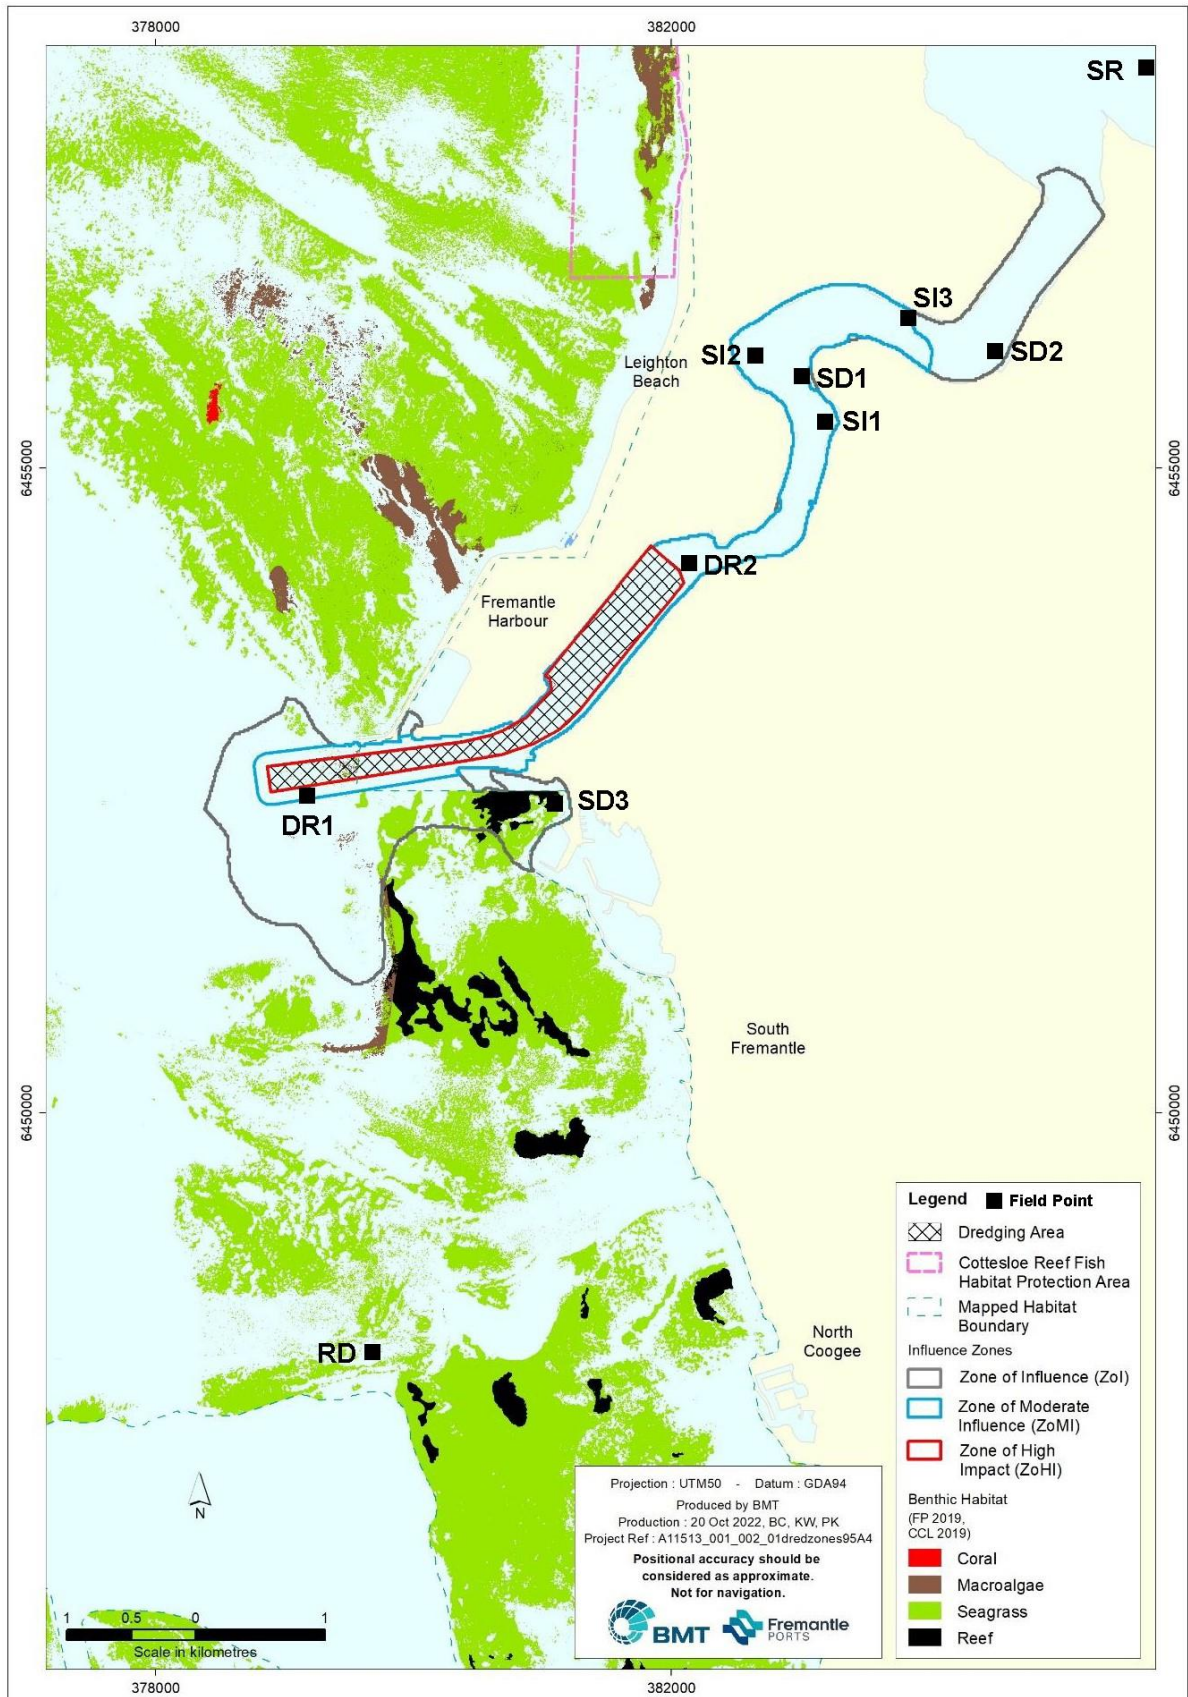 378000
382000
SR
SI3
SI2
SD2
SD1
SI1
Leighton
Beach
6455000
6455000
DR2
Fremantle
Harbour
DR1
SD3
South
Fremantle
6450000
6450000
North
Coogee
RD
N
1 0.5 0 1
Scale in kilometres
Legend Field Point
Dredging Area
Cottesloe Reef Fish
Habitat Protection Area
Mapped Habitat
Boundary
Influence Zones
Zone of Influence (ZoI)
Zone of Moderate
Influence (ZoMI)
Zone of High
Impact (ZoHI)
Benthic Habitat
(FP 2019,
CCL 2019)
Coral
Macroalgae
Seagrass
Reef
Projection : UTM50 - Datum : GDA94
Produced by BMT
Production : 20 Oct 2022, BC, KW, PK
Project Ref : A11513_001_002_01dredzones95A4
Positional accuracy should be
considered as approximate.
Not for navigation.
BMT
Fremantle
PORTS
378000
382000